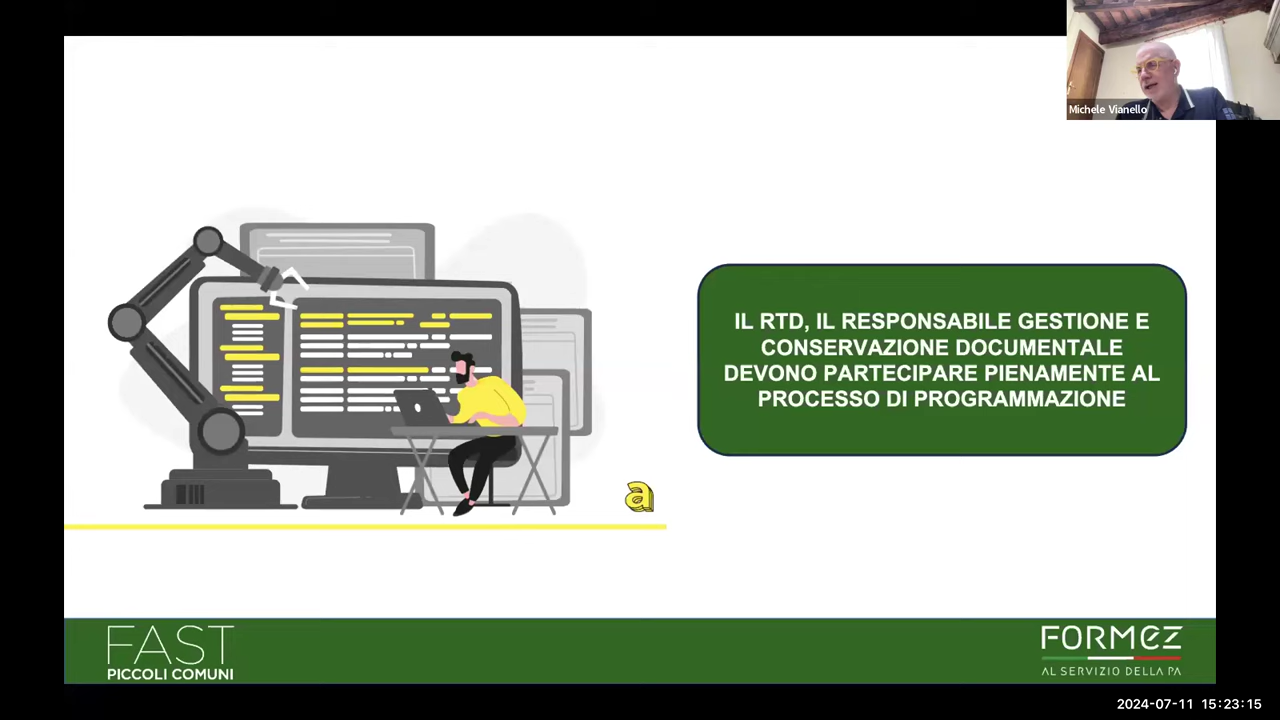 Michele Vianello
IL RTD, IL RESPONSABILE GESTIONE E
CONSERVAZIONE DOCUMENTALE
DEVONO PARTECIPARE PIENAMENTE AL
PROCESSO DI PROGRAMMAZIONE
a
FAST
PICCOLI COMUNI
FORMEZ
AL SERVIZIO DELLA PA
2024-07-11 15:23:15